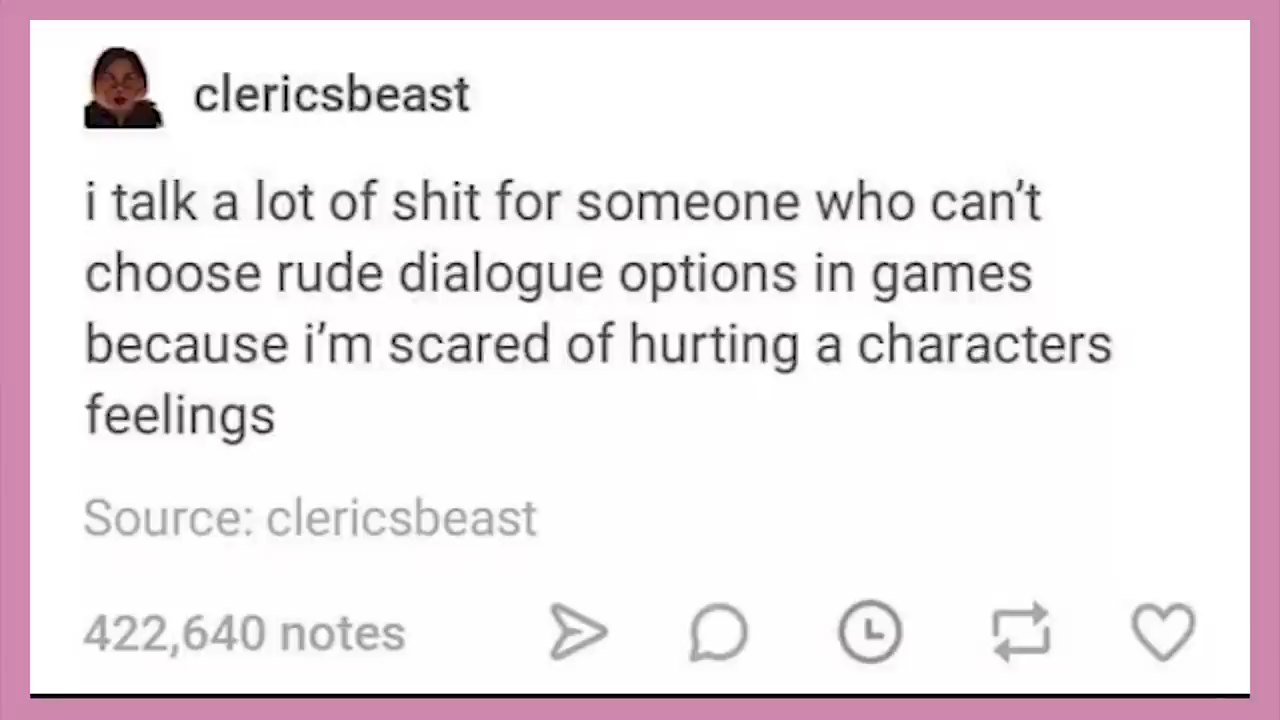 clericsbeast
i talk a lot of shit for someone who can't
choose rude dialogue options in games
because i'm scared of hurting a characters
feelings
Source: clericsbeast
422,640 notes